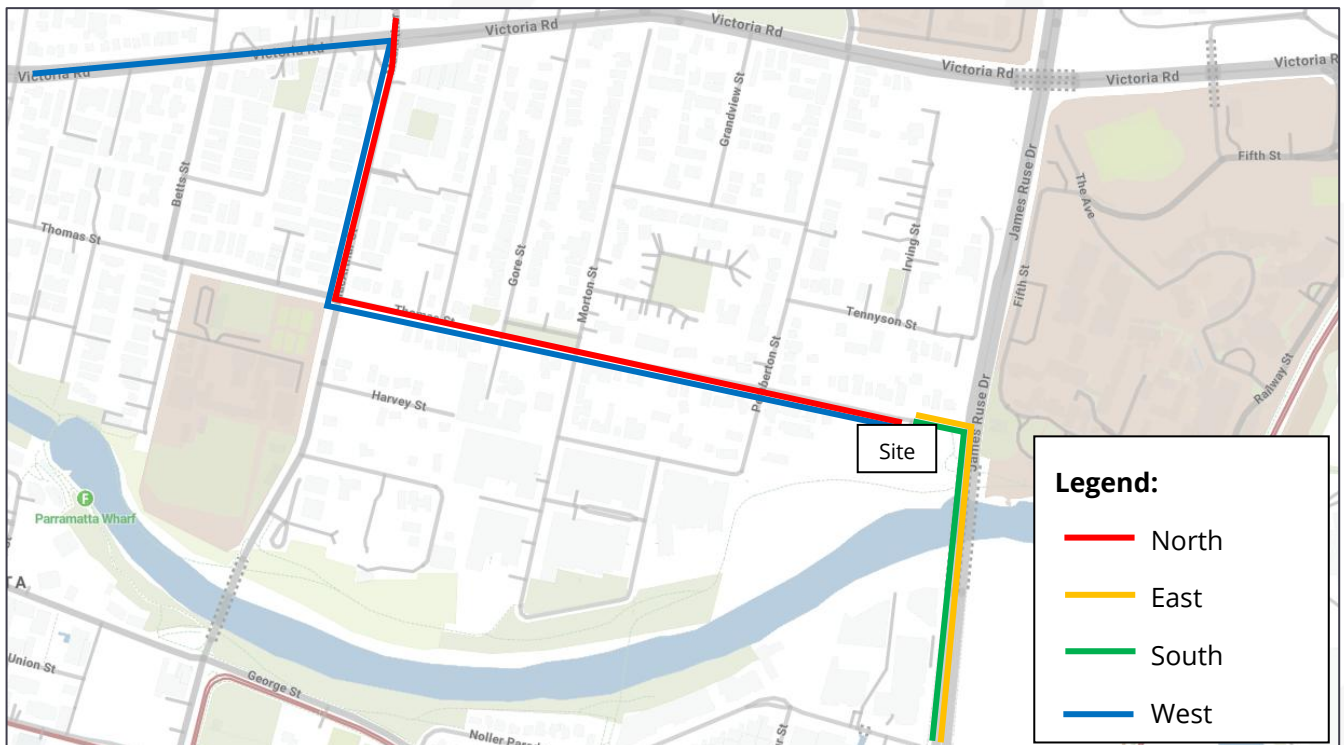 Victoria Rd
Victoria Rd
Victoria Rd
Victoria Rd
Victoria Rd
Victoria Rd
Victoria R
Grandview St
Betts St
James Ruse Dr
Fifth St
The Ave
Thomas St
Gore St
Morton St
Irving St
Fifth St
Tennyson St
Thomas St
Pemberton St
Railway St
Harvey St
James Ruse Dr
Site
F
Parramatta Wharf
TA
Union St
George St
Legend:
North
East
South
West